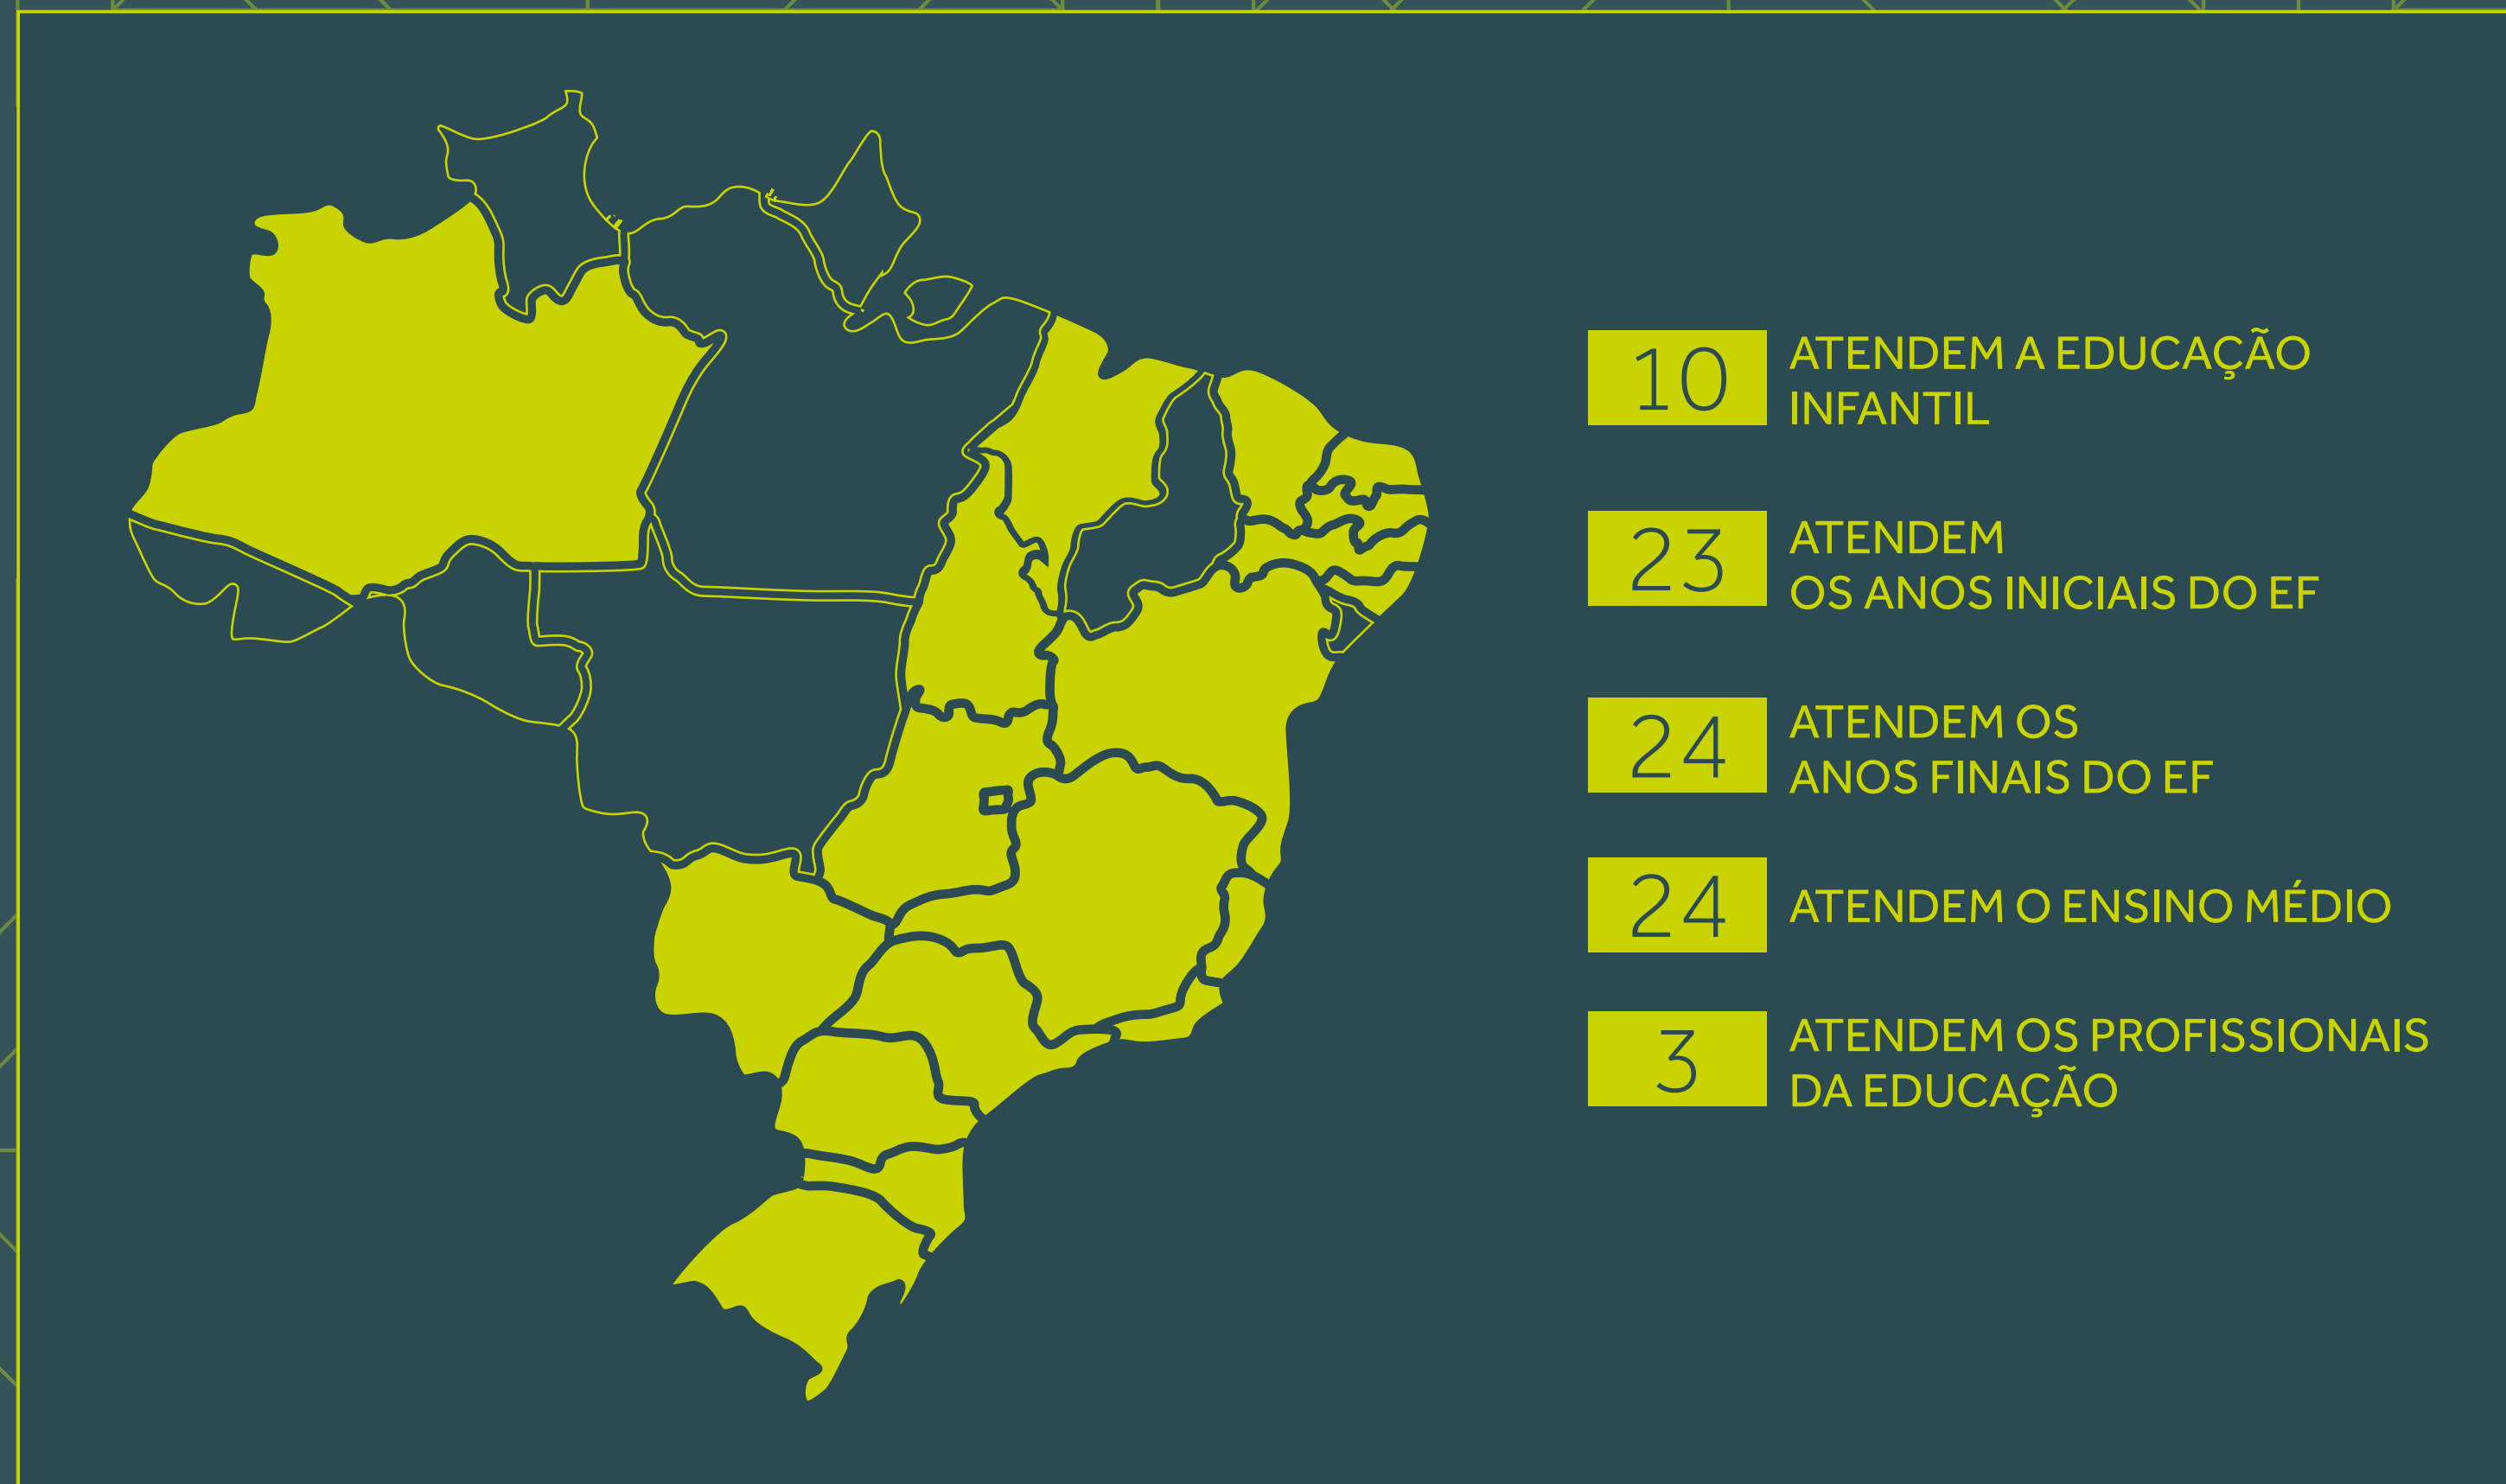 10
ATENDEM A EDUCAÇÃO
INFANTIL
23
ATENDEM
OS ANOS INICIAIS DO EF
24
ATENDEM OS
ANOS FINAIS DO EF
24
ATENDEM O ENSINO MÉDIO
3
ATENDEM OS PROFISSIONAIS
DA EDUCAÇÃO